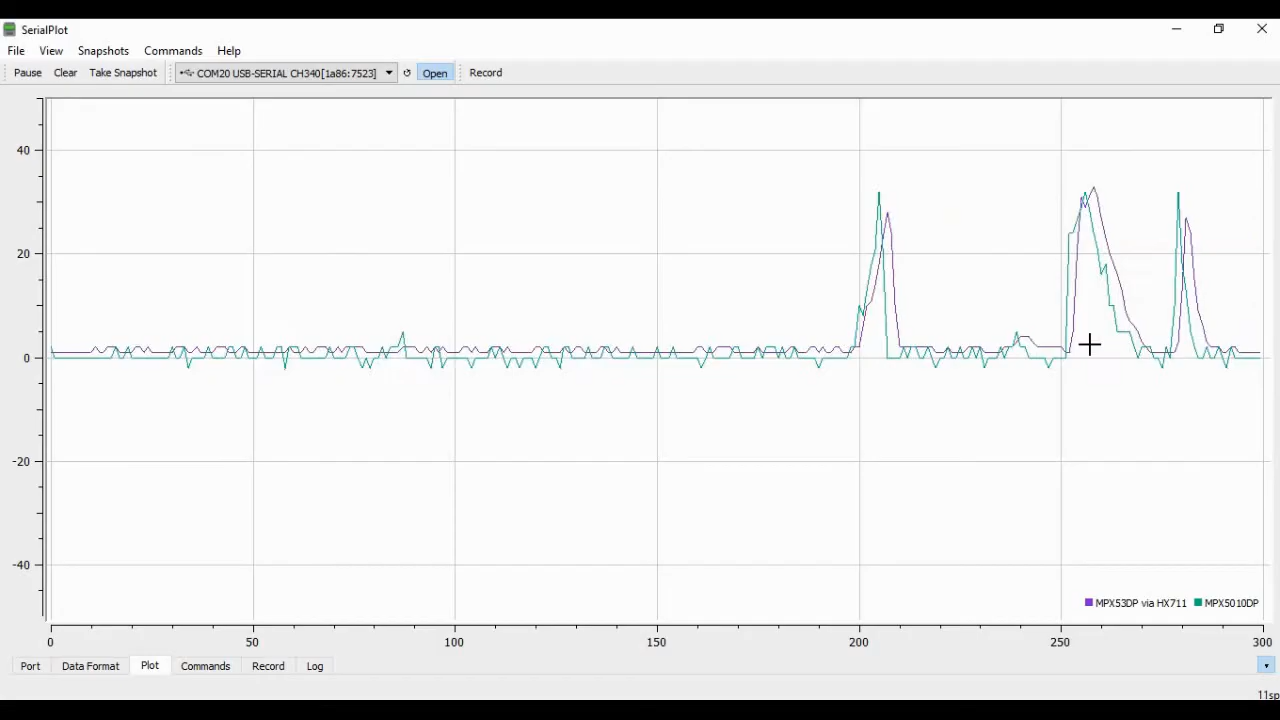 SerialPlot
File View Snapshots Commands Help
Pause Clear Take Snapshot COM20 USB-SERIAL CH340[1a86:7523] Open Record
40
20
0
-20
-40
MPX53DP via HX711 MPX5010DP
0 50 100 150 200 250 300
Port Data Format Plot Commands Record Log
11sp